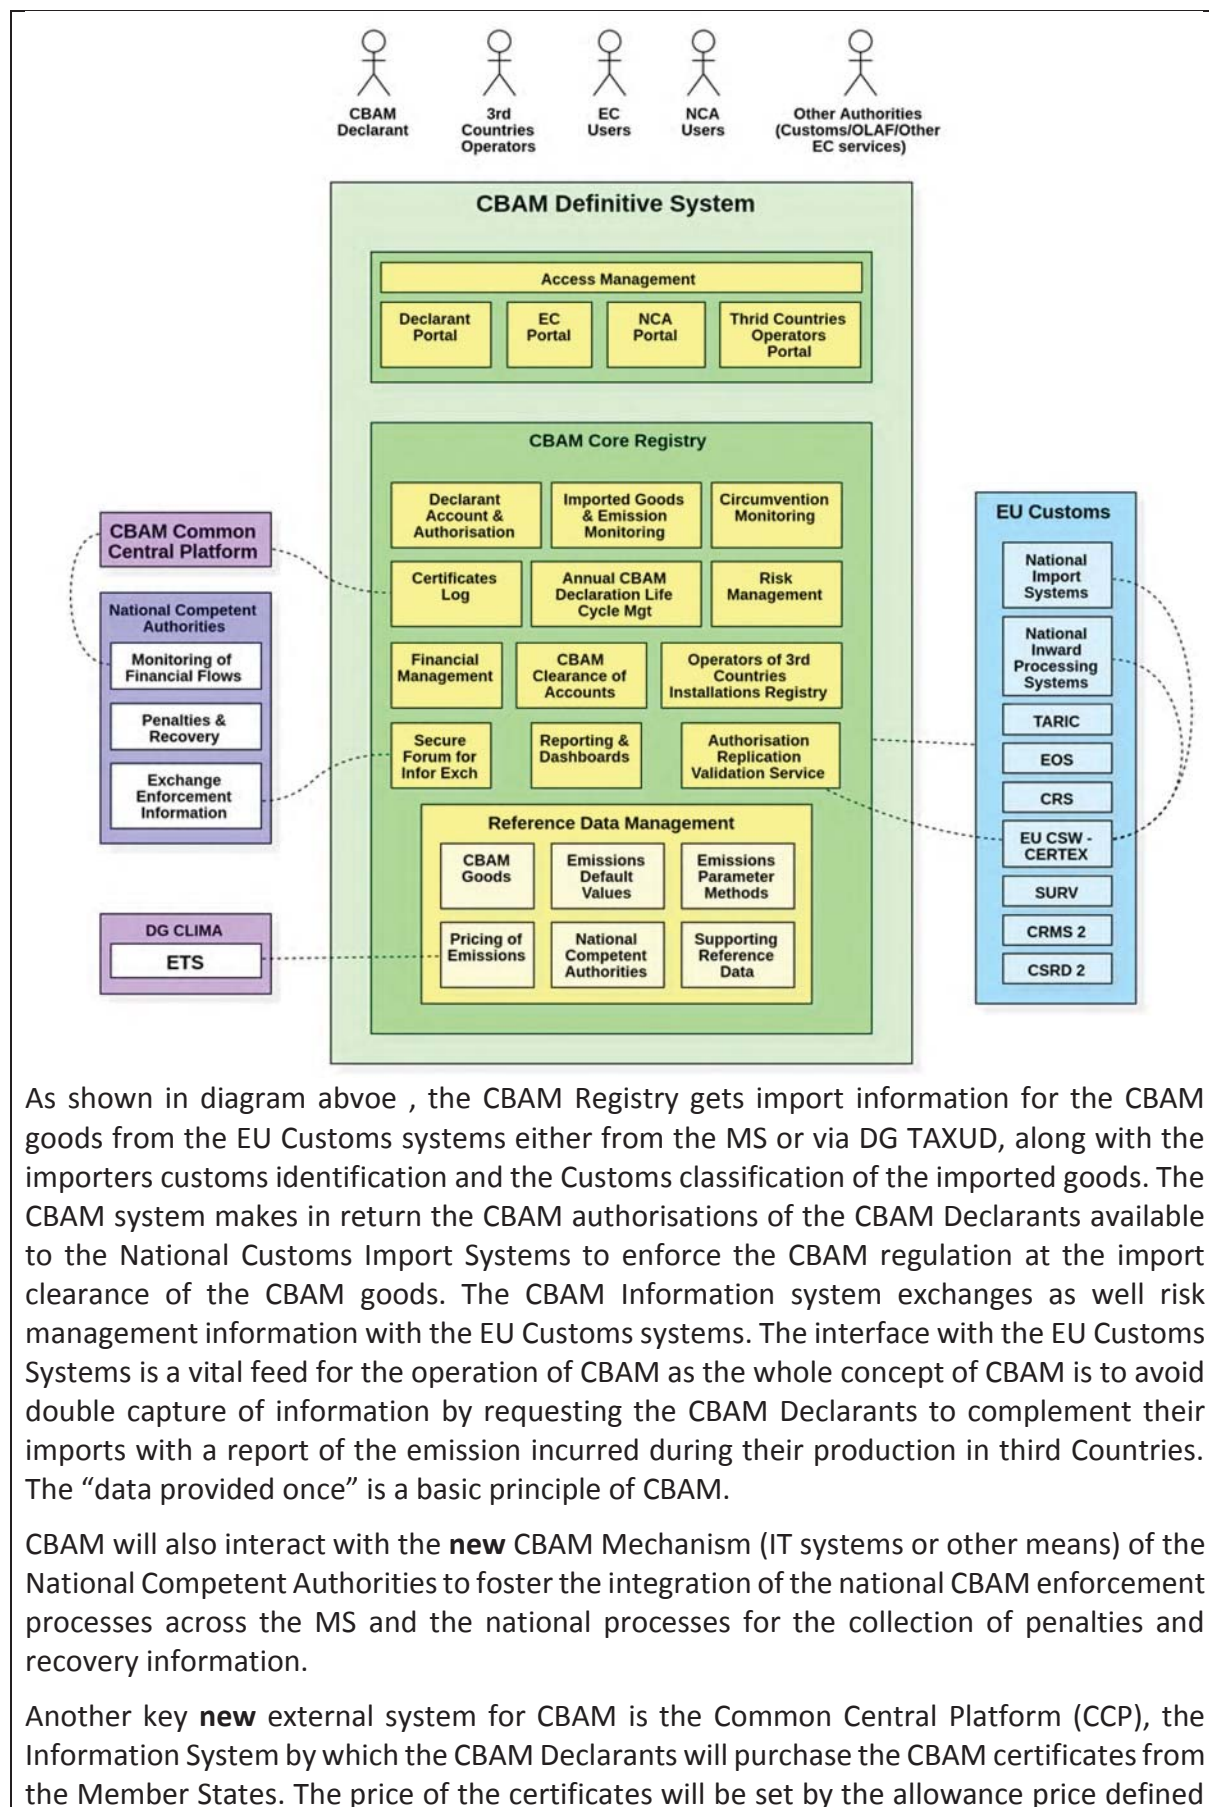 CBAM
Declarant
3rd
Countries
Operators
EC
Users
NCA
Users
Other Authorities
(Customs/OLAF/Other
EC services)
CBAM Definitive System
Access Management
Declarant
Portal
EC
Portal
NCA
Portal
Thrid Countries
Operators
Portal
CBAM Core Registry
Declarant
Account &
Authorisation
Imported Goods
& Emission
Monitoring
Circumvention
Monitoring
Certificates
Log
Annual CBAM
Declaration Life
Cycle Mgt
Risk
Management
Financial
Management
CBAM
Clearance of
Accounts
Operators of 3rd
Countries
Installations Registry
Secure
Forum for
Infor Exch
Reporting &
Dashboards
Authorisation
Replication
Validation Service
Reference Data Management
CBAM
Goods
Emissions
Default
Values
Emissions
Parameter
Methods
Pricing of
Emissions
National
Competent
Authorities
Supporting
Reference
Data
CBAM Common
Central Platform
National Competent
Authorities
Monitoring of
Financial Flows
Penalties &
Recovery
Exchange
Enforcement
Information
DG CLIMA
ETS
EU Customs
National
Import
Systems
National
Inward
Processing
Systems
TARIC
EOS
CRS
EU CSW -
CERTEX
SURV
CRMS 2
CSRD 2
As shown in diagram abvoe , the CBAM Registry gets import information for the CBAM
goods from the EU Customs systems either from the MS or via DG TAXUD, along with the
importers customs identification and the Customs classification of the imported goods. The
CBAM system makes in return the CBAM authorisations of the CBAM Declarants available
to the National Customs Import Systems to enforce the CBAM regulation at the import
clearance of the CBAM goods. The CBAM Information system exchanges as well risk
management information with the EU Customs systems. The interface with the EU Customs
Systems is a vital feed for the operation of CBAM as the whole concept of CBAM is to avoid
double capture of information by requesting the CBAM Declarants to complement their
imports with a report of the emission incurred during their production in third Countries.
The “data provided once” is a basic principle of CBAM.
CBAM will also interact with the new CBAM Mechanism (IT systems or other means) of the
National Competent Authorities to foster the integration of the national CBAM enforcement
processes across the MS and the national processes for the collection of penalties and
recovery information.
Another key new external system for CBAM is the Common Central Platform (CCP), the
Information System by which the CBAM Declarants will purchase the CBAM certificates from
the Member States. The price of the certificates will be set by the allowance price defined